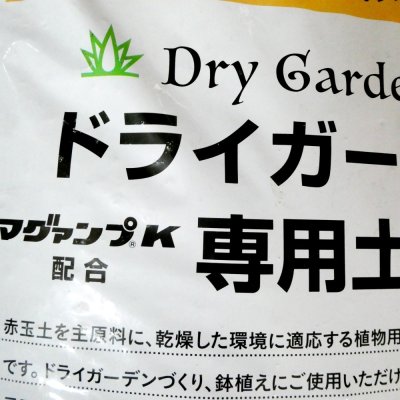 Dry Garde
ドライガー
マグァンプ®K
配合
専用土
赤玉土を主原料に、乾燥した環境に適応する植物用
です。ドライガーデンづくり、鉢植えにご使用いただけ